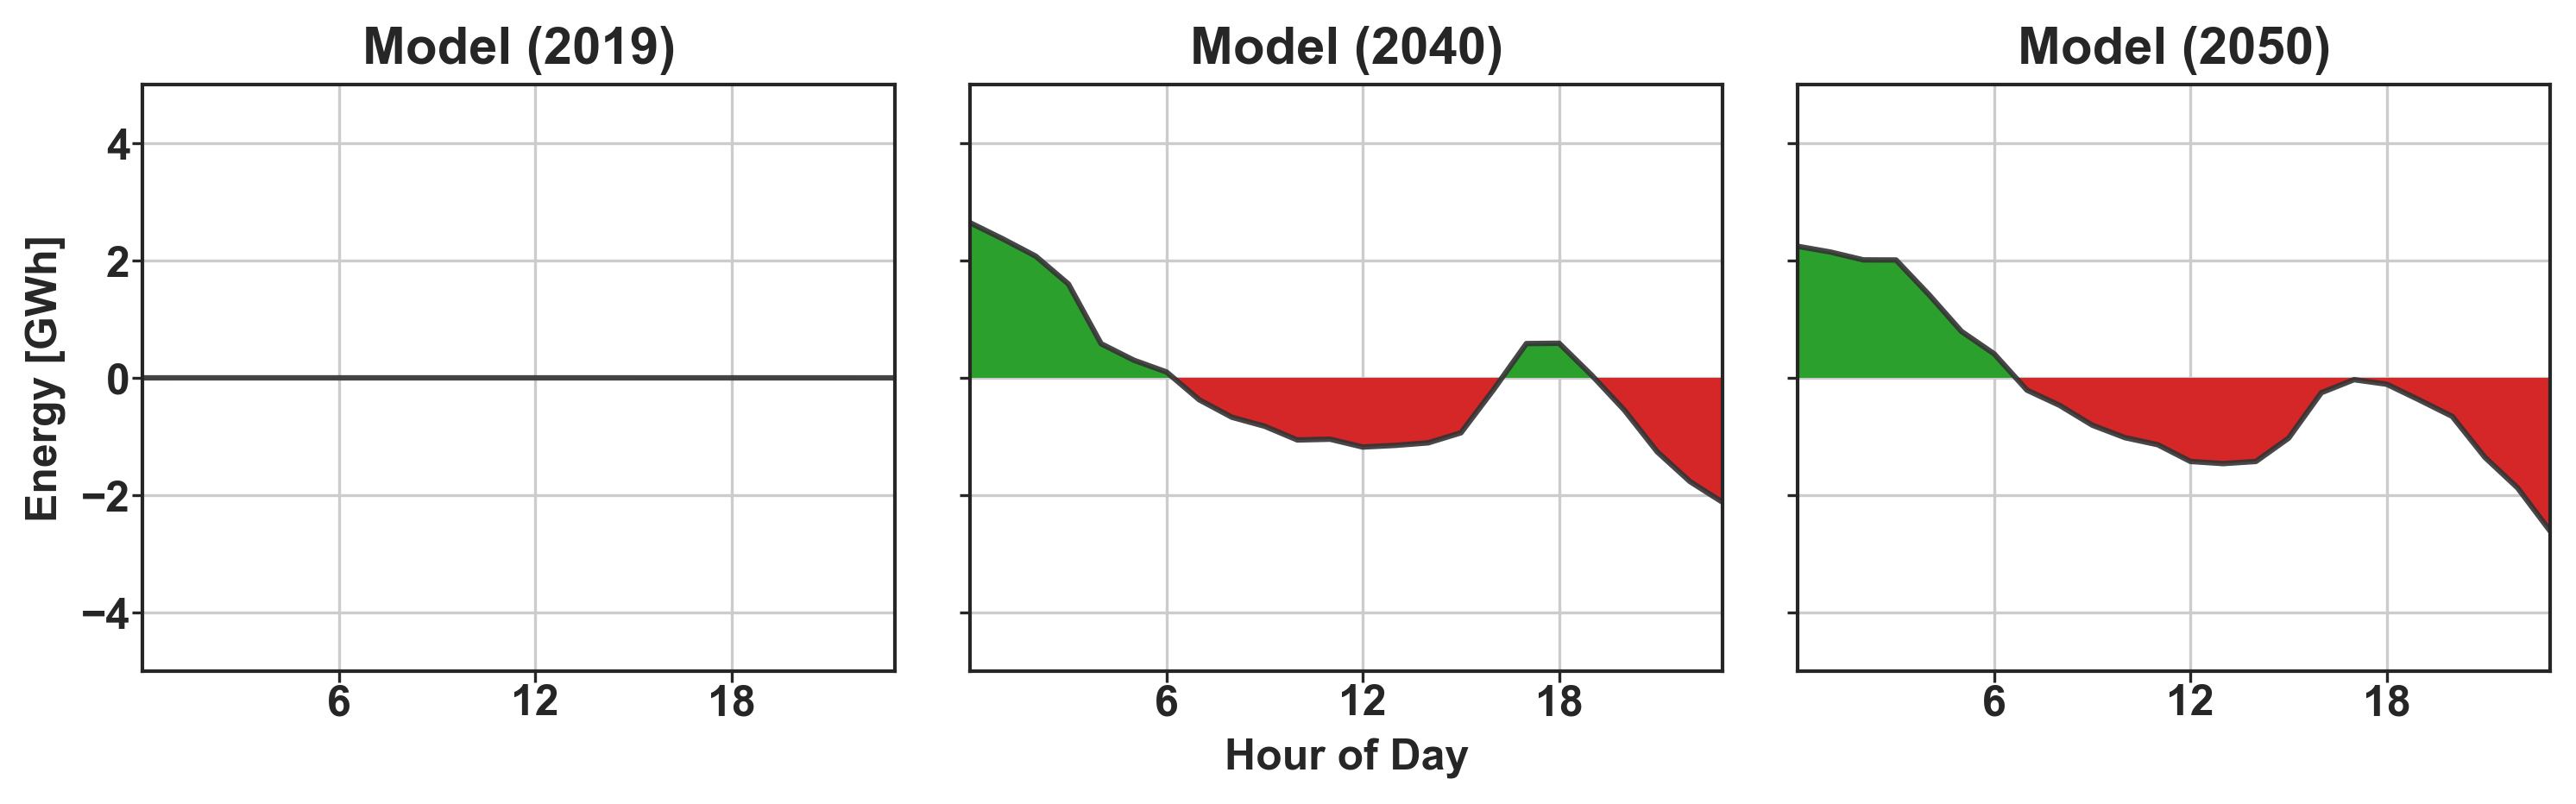 Model (2019)
Model (2040)
Model (2050)
Energy [GWh]
4
2
0
−2
−4
6 12 18
6 12 18
6 12 18
Hour of Day